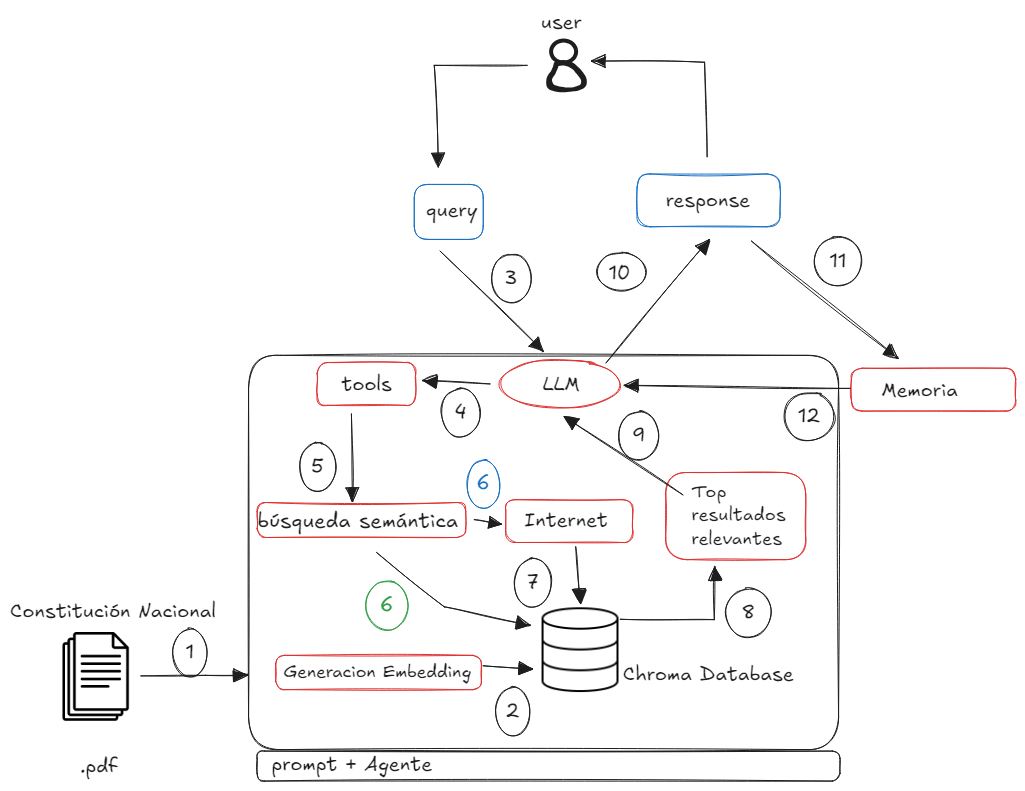 user
query
response
3
10
11
tools
LLM
Memoria
4
12
9
5
6
búsqueda semántica
Internet
Top
resultados
relevantes
7
6
8
Constitución Nacional
1
Generacion Embedding
Chroma Database
2
.pdf
prompt + Agente